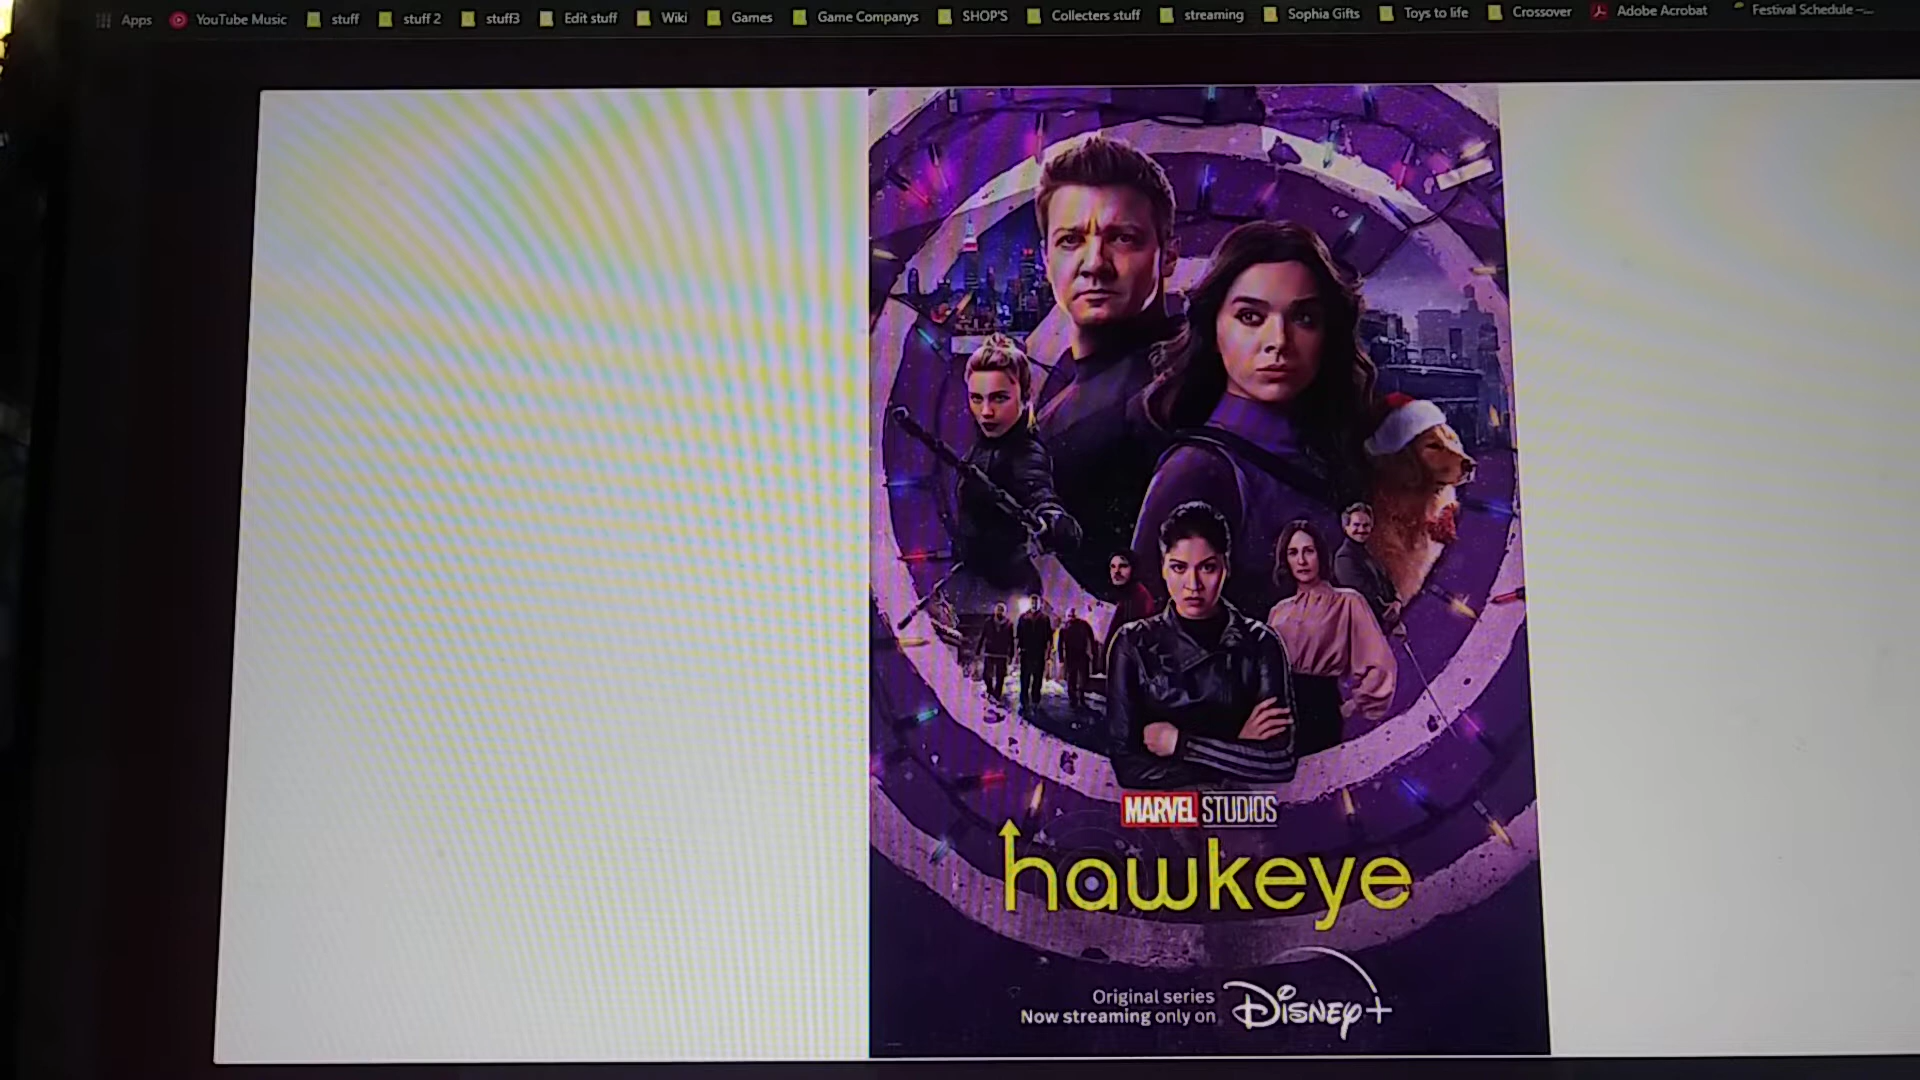 Apps YouTube Music stuff stuff 2 stuff3 Edit stuff Wiki Games Game Companys SHOP'S Collecters stuff streaming Sophia Gifts Toys to life Crossover Adobe Acrobat Festival Schedule –...
MARVEL STUDIOS
hawkeye
Original series
Now streaming only on
Disney+